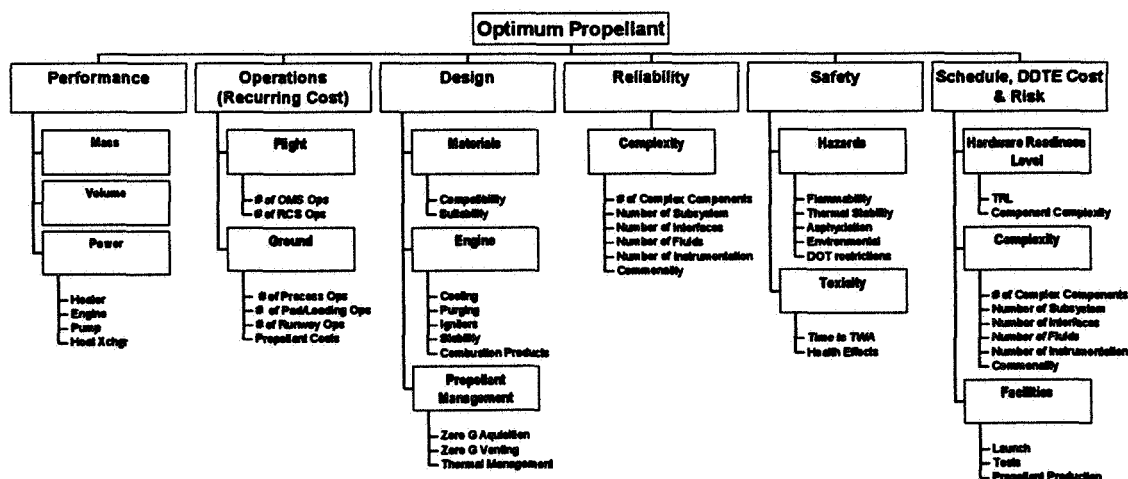 Optimum Propellant
Performance
Mass
Volume
Power
Heater
Engine
Pump
Heat Xchgr
Operations
(Recurring Cost)
Flight
# of OMS Ops
# of RCS Ops
Ground
# of Process Ops
# of Pad/Loading Ops
# of Runway Ops
Propellant Costs
Design
Materials
Compatibility
Suitability
Engine
Cooling
Purging
Igniters
Stability
Combustion Products
Propellant
Management
Zero G Aquisition
Zero G Venting
Thermal Management
Reliability
Complexity
# of Complex Components
Number of Subsystem
Number of Interfaces
Number of Fluids
Number of Instrumentation
Commonality
Safety
Hazards
Flammability
Thermal Stability
Asphyxiation
Environmental
DOT restrictions
Toxicity
Time to TWA
Health Effects
Schedule, DDTE Cost
& Risk
Hardware Readiness
Level
TRL
Component Complexity
Complexity
# of Complex Components
Number of Subsystem
Number of Interfaces
Number of Fluids
Number of Instrumentation
Commonality
Facilities
Launch
Tests
Propellant Production